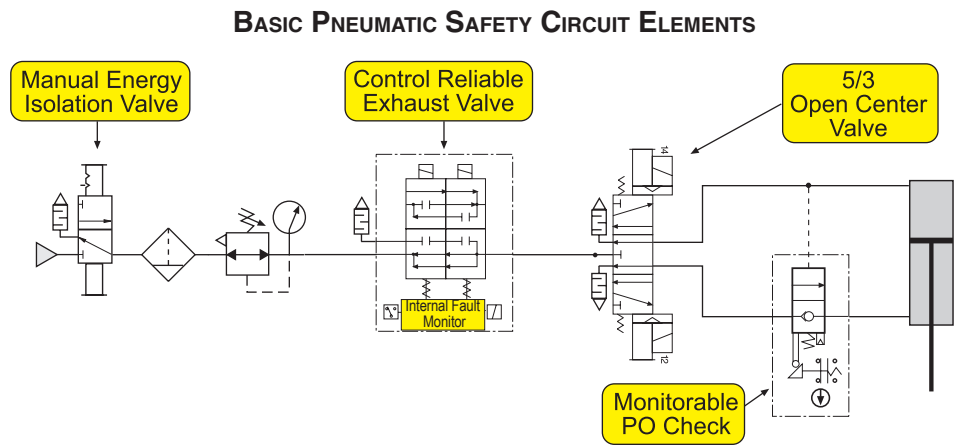 BASIC PNEUMATIC SAFETY CIRCUIT ELEMENTS
Manual Energy
Isolation Valve
Control Reliable
Exhaust Valve
5/3
Open Center
Valve
14
Internal Fault
Monitor
12
Monitorable
PO Check